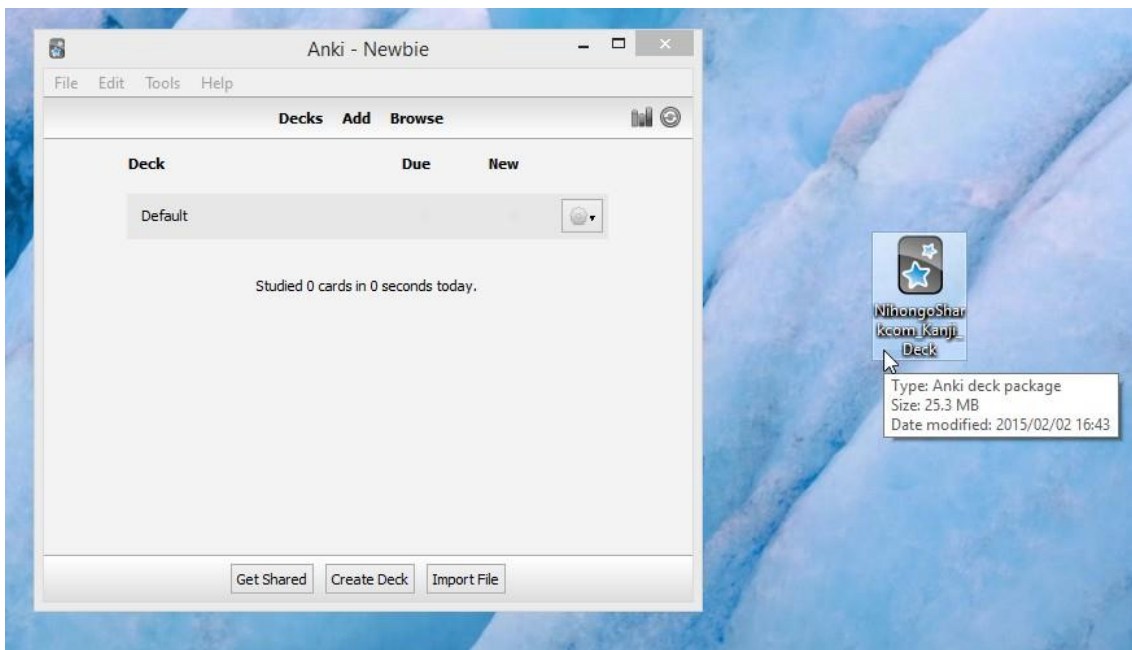 Anki - Newbie
File Edit Tools Help
Decks Add Browse
Deck Due New
Default
Studied 0 cards in 0 seconds today.
Get Shared Create Deck Import File
NihongoShar
kcom_Kanji_
Deck
Type: Anki deck package
Size: 25.3 MB
Date modified: 2015/02/02 16:43